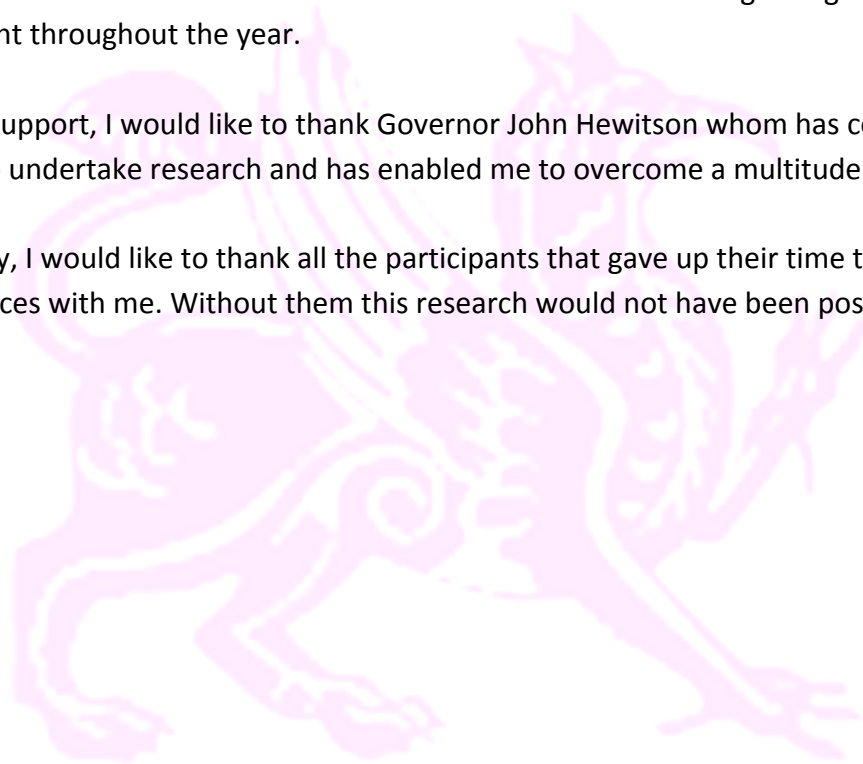 nt throughout the year.
upport, I would like to thank Governor John Hewitson whom has c
undertake research and has enabled me to overcome a multitude
y, I would like to thank all the participants that gave up their time t
ces with me. Without them this research would not have been pos